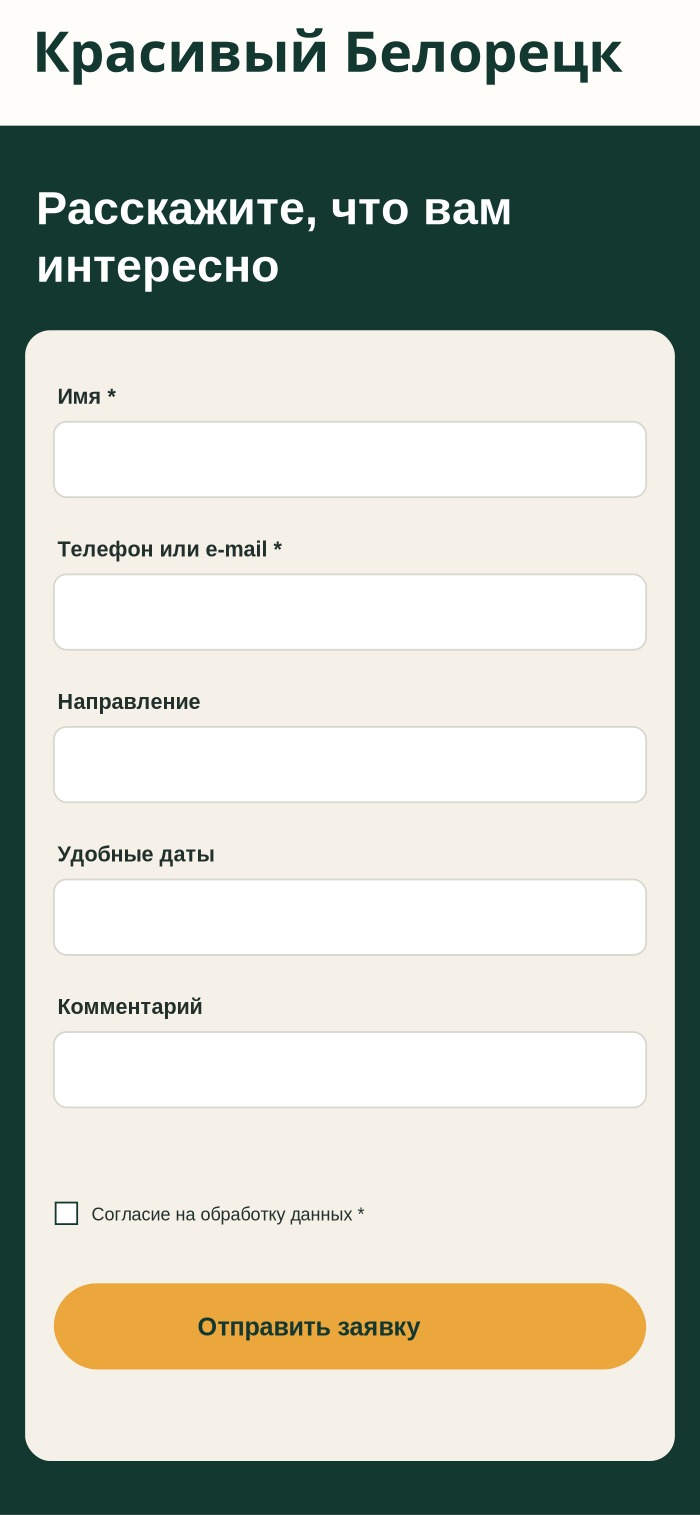 Красивый Белорецк
Расскажите, что вам
интересно
Имя *
Телефон или e-mail *
Направление
Удобные даты
Комментарий
Согласие на обработку данных *
Отправить заявку